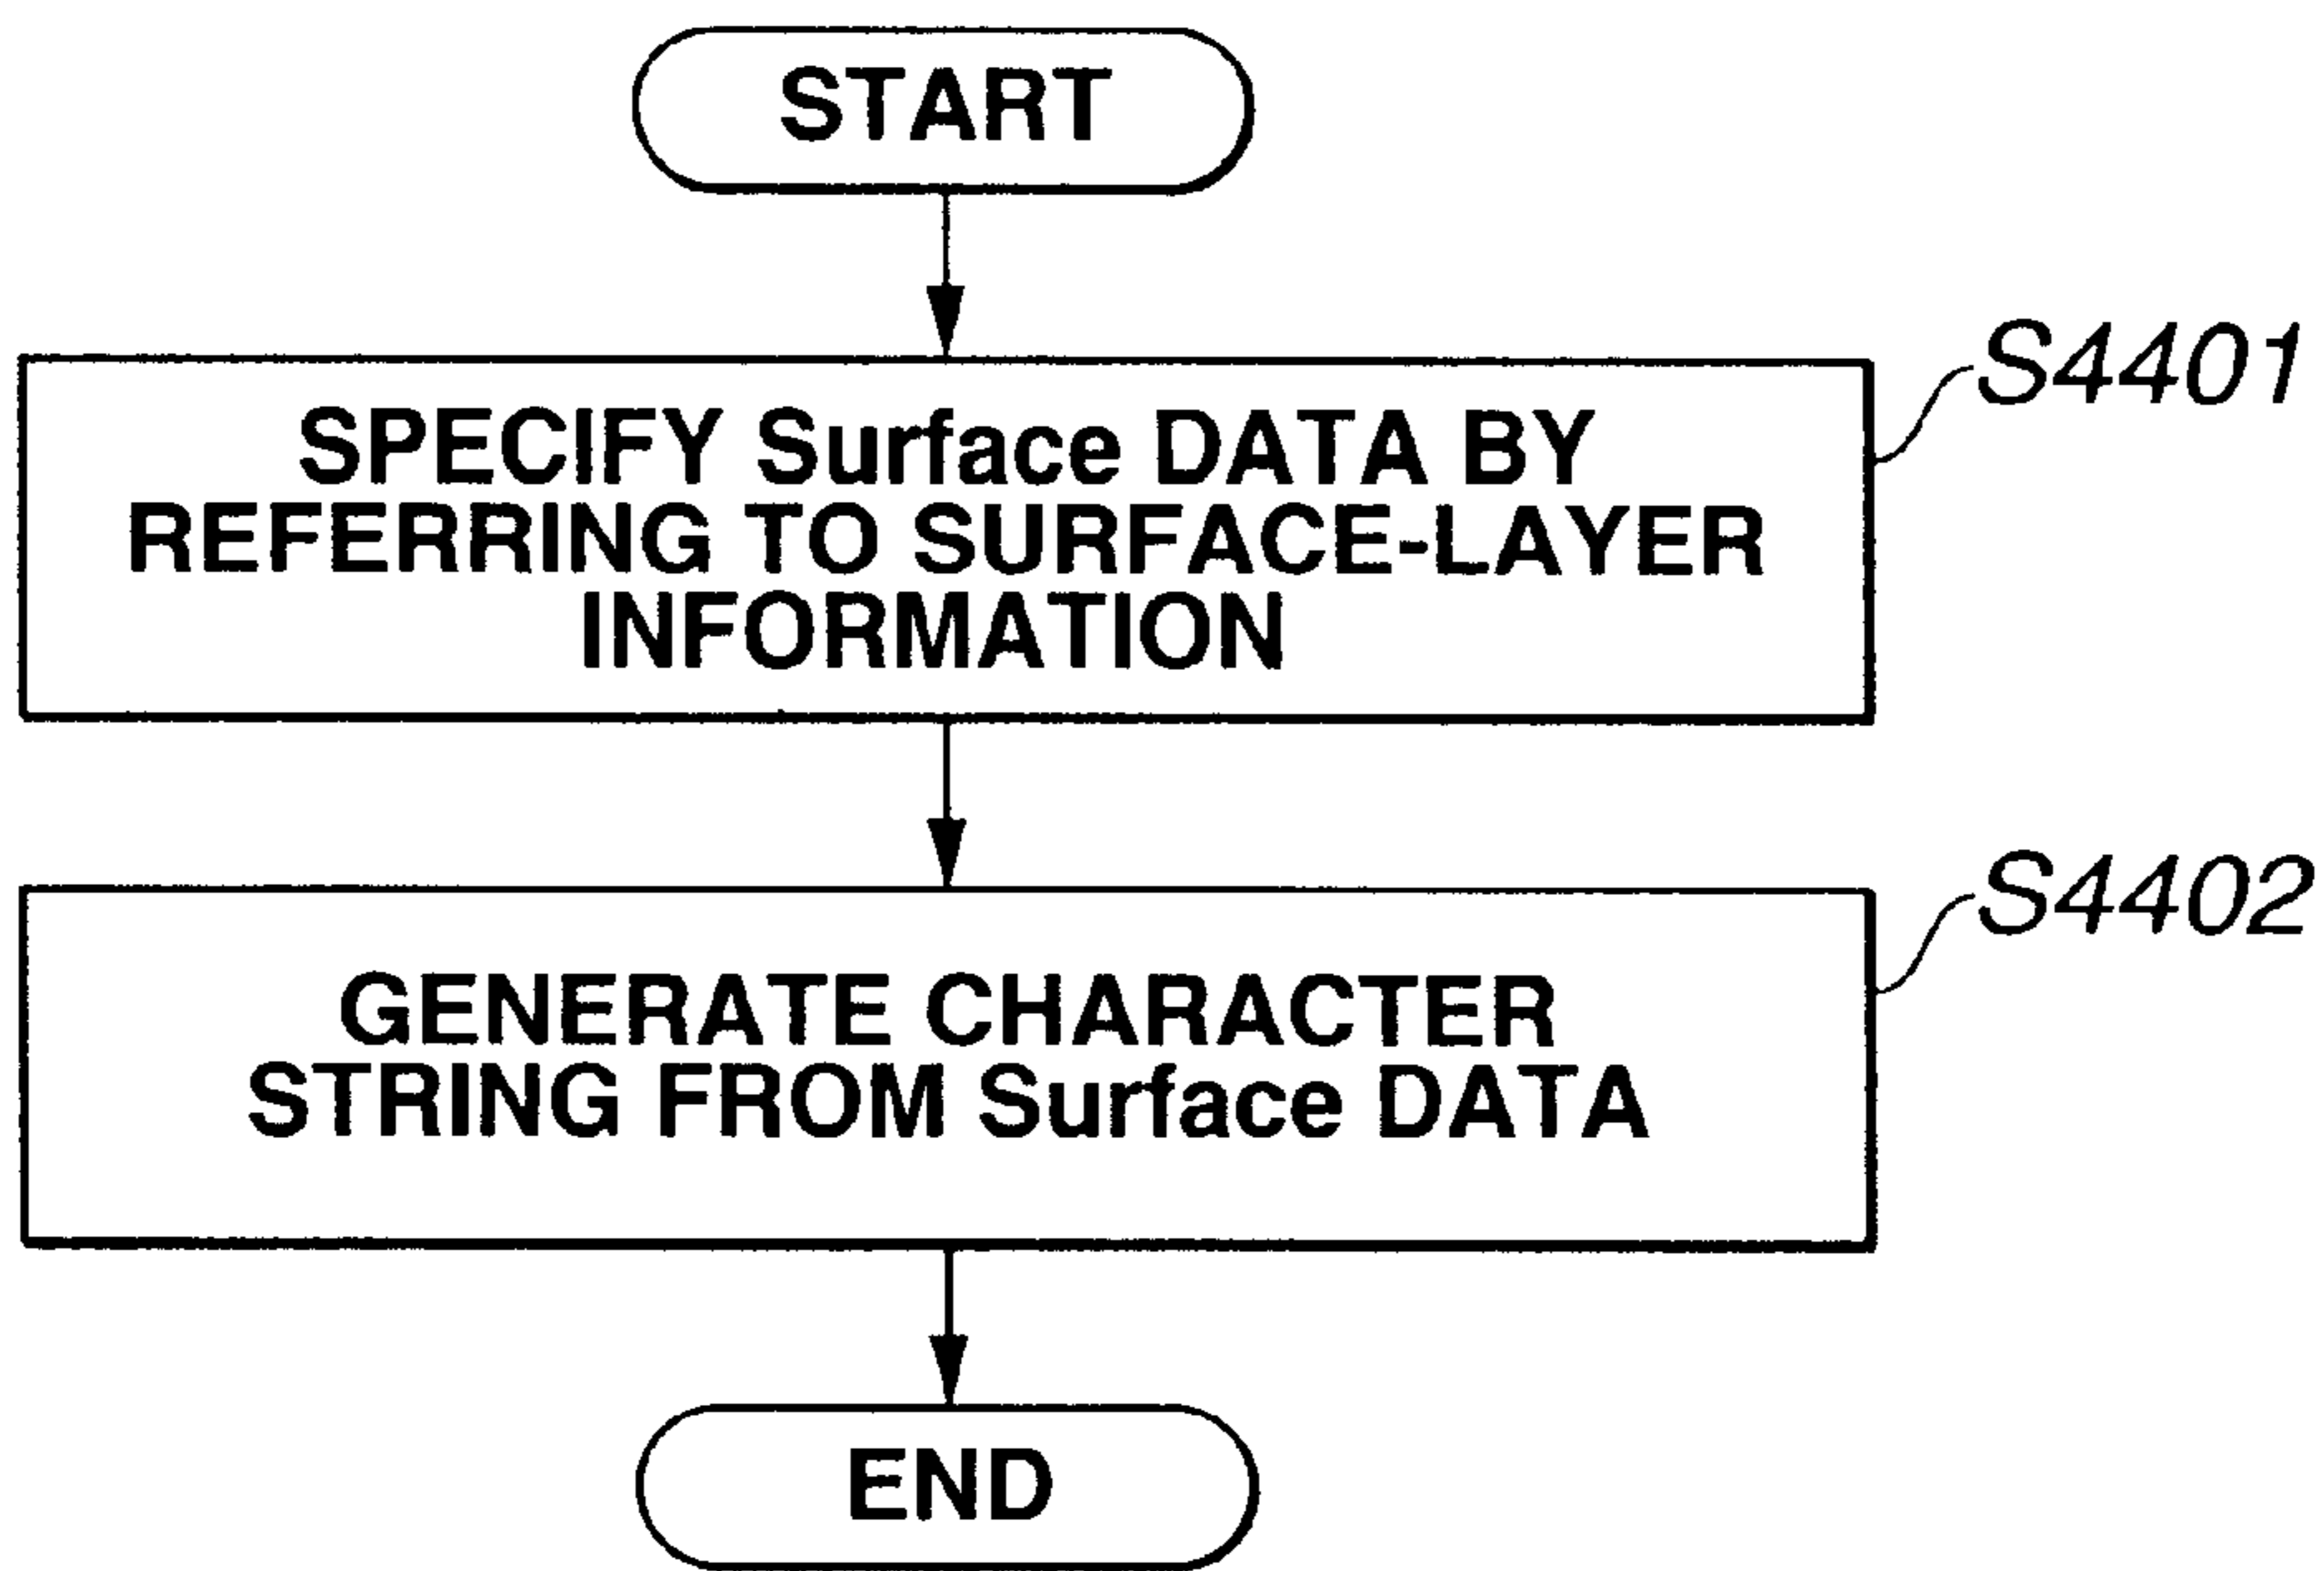 START
S4401
SPECIFY Surface DATA BY
REFERRING TO SURFACE-LAYER
INFORMATION
S4402
GENERATE CHARACTER
STRING FROM Surface DATA
END